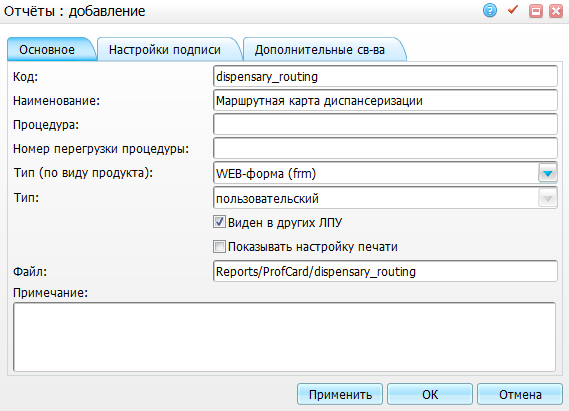 Отчёты : добавление
Основное
Настройки подписи
Дополнительные св-ва
Код:
dispensary_routing
Наименование:
Маршрутная карта диспансеризации
Процедура:
Номер перегрузки процедуры:
Тип (по виду продукта):
WEB-форма (frm)
Тип:
пользовательский
Виден в других ЛПУ
Показывать настройку печати
Файл:
Reports/ProfCard/dispensary_routing
Примечание:
Применить
ОК
Отмена